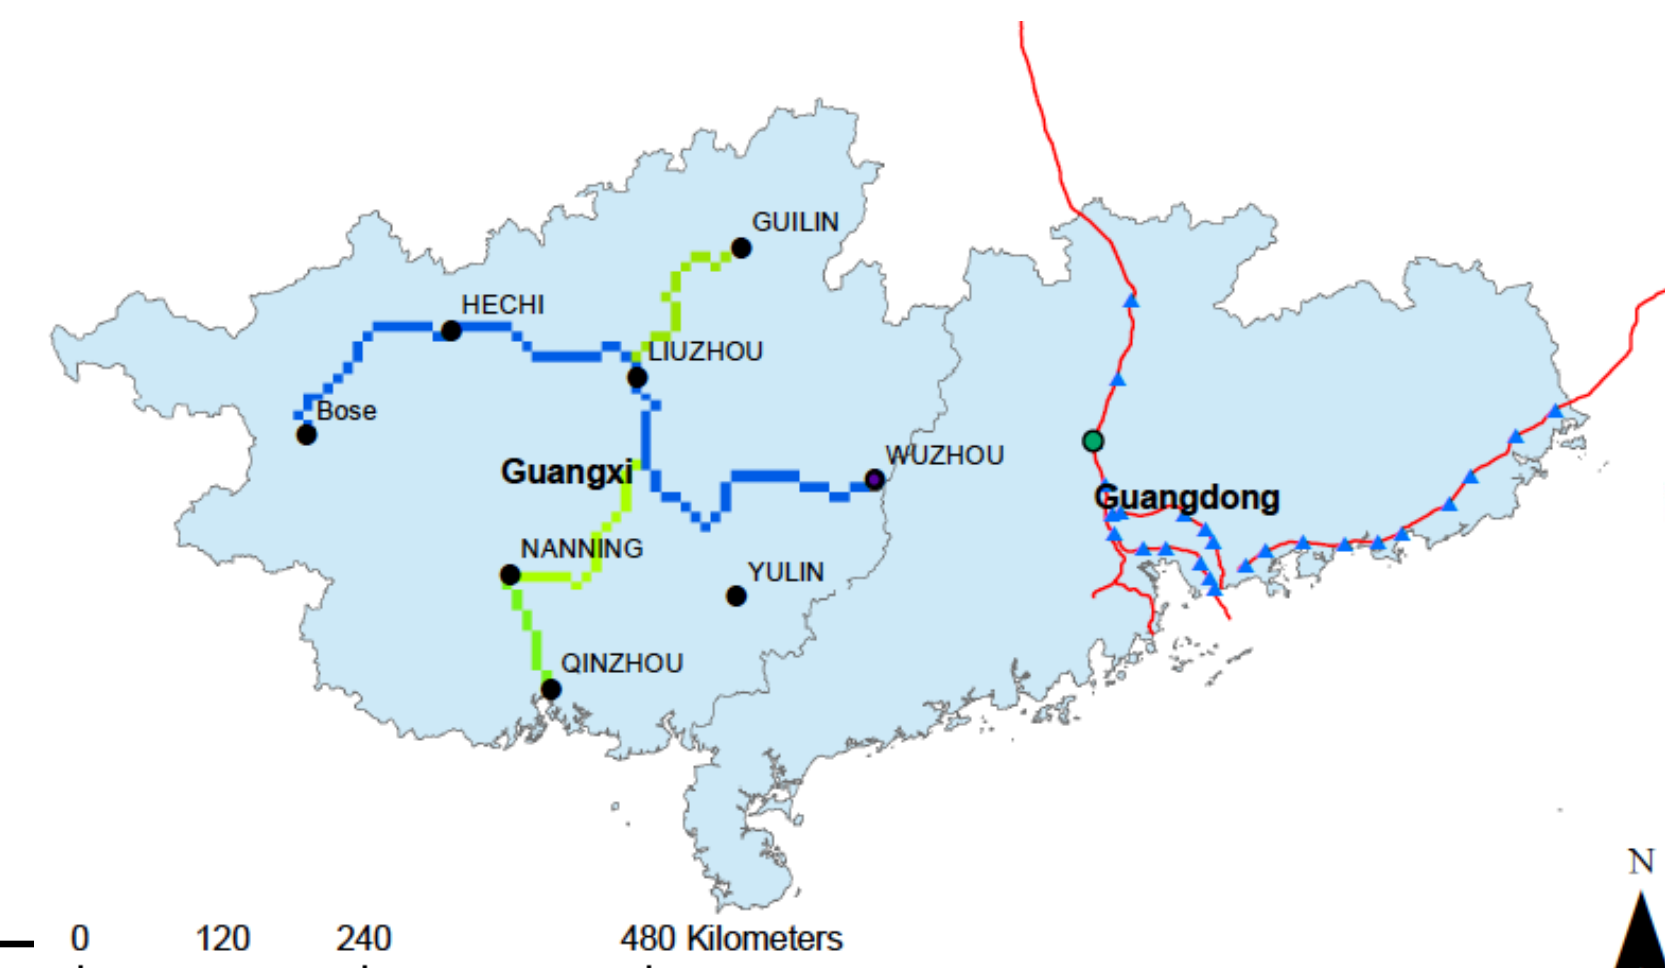 GUILIN
HECHI
LIUZHOU
Bose
WUZHOU
Guangxi
Guangdong
NANNING
YULIN
QINZHOU
N
0 120 240 480 Kilometers